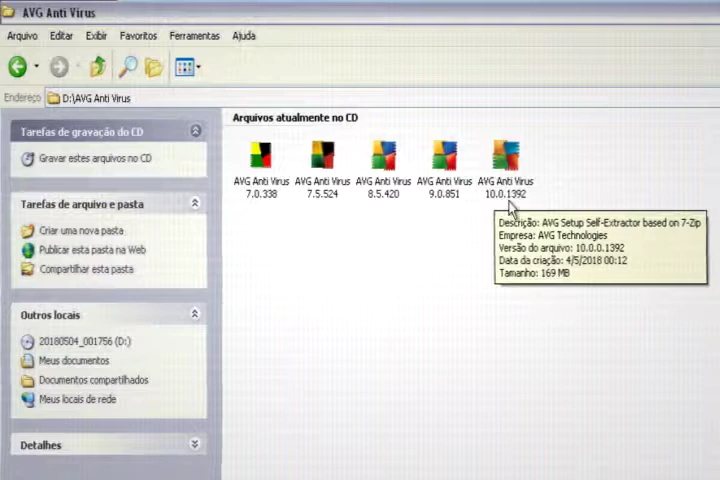 AVG Anti Virus
Arquivo Editar Exibir Favoritos Ferramentas Ajuda
Endereço D:\AVG Anti Virus
Tarefas de gravação do CD
Gravar estes arquivos no CD
Tarefas de arquivo e pasta
Criar uma nova pasta
Publicar esta pasta na Web
Compartilhar esta pasta
Outros locais
20180504_001756 (D:)
Meus documentos
Documentos compartilhados
Meus locais de rede
Detalhes
Arquivos atualmente no CD
AVG Anti Virus 7.0.338
AVG Anti Virus 7.5.524
AVG Anti Virus 8.5.420
AVG Anti Virus 9.0.851
AVG Anti Virus 10.0.1392
Descrição: AVG Setup Self-Extractor based on 7-Zip
Empresa: AVG Technologies
Versão do arquivo: 10.0.0.1392
Data da criação: 4/5/2018 00:12
Tamanho: 169 MB